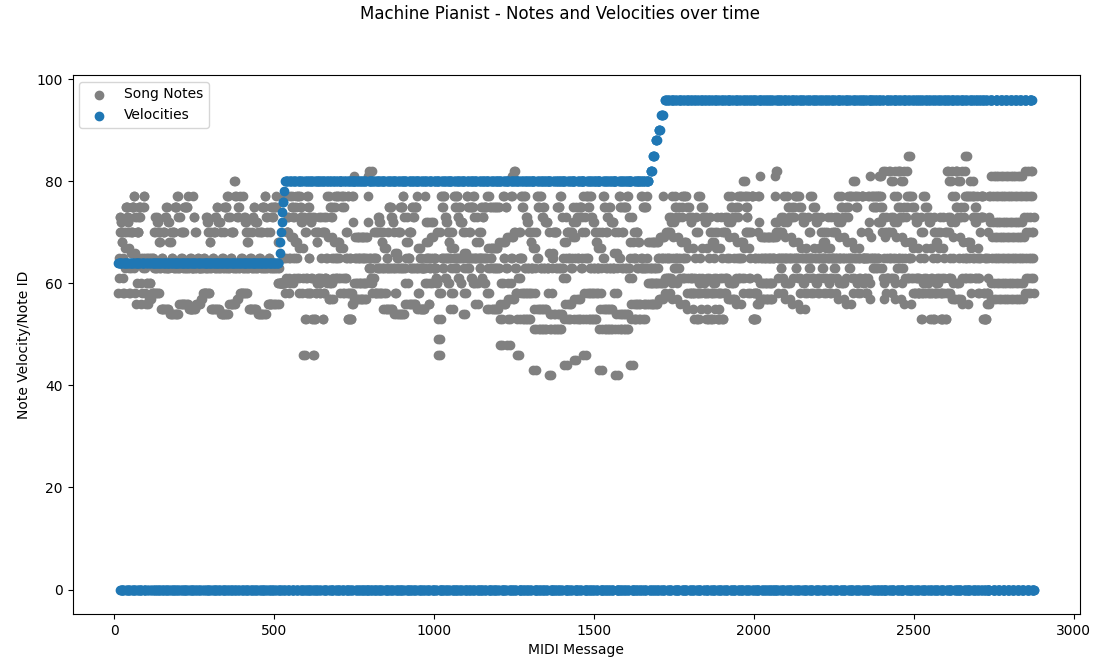 Machine Pianist - Notes and Velocities over time
100
Song Notes
Velocities
80
60
40
20
0
Note Velocity/Note ID
0 500 1000 1500 2000 2500 3000
MIDI Message